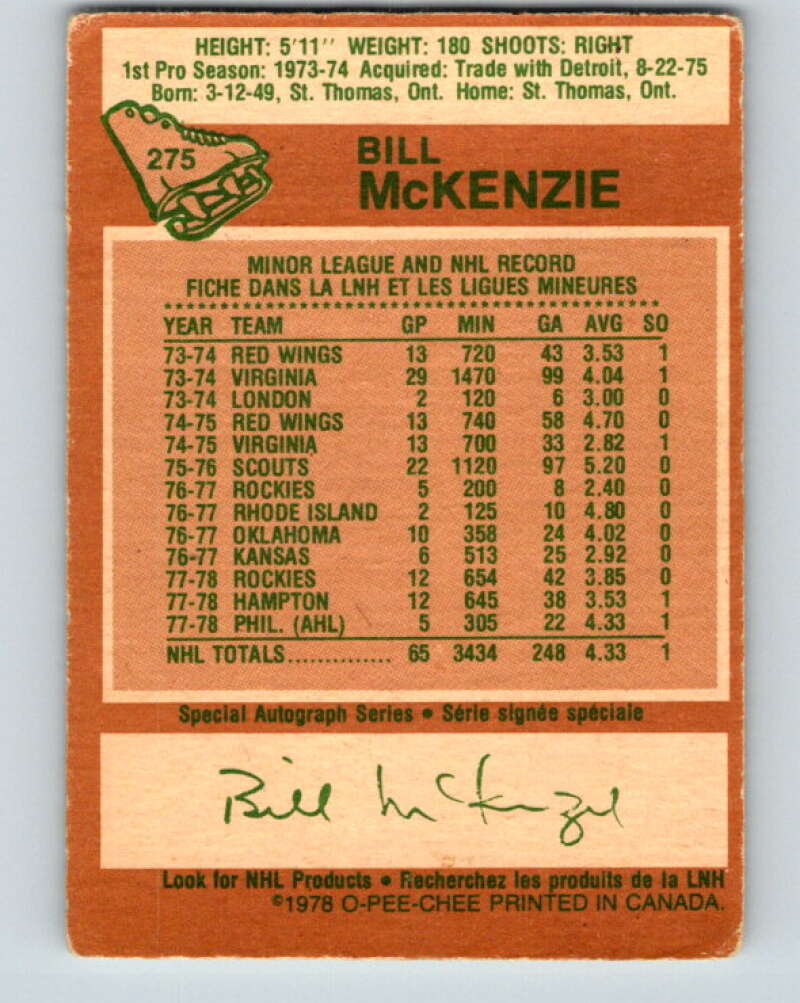 HEIGHT: 5'11'' WEIGHT: 180 SHOOTS: RIGHT
1st Pro Season: 1973-74 Acquired: Trade with Detroit, 8-22-75
Born: 3-12-49, St. Thomas, Ont. Home: St. Thomas, Ont.
275
BILL
McKENZIE
MINOR LEAGUE AND NHL RECORD
FICHE DANS LA LNH ET LES LIGUES MINEURES
YEAR TEAM GP MIN GA AVG SO
73-74 RED WINGS 13 720 43 3.53 1
73-74 VIRGINIA 29 1470 99 4.04 1
73-74 LONDON 2 120 6 3.00 0
74-75 RED WINGS 13 740 58 4.70 0
74-75 VIRGINIA 13 700 33 2.82 1
75-76 SCOUTS 22 1120 97 5.20 0
76-77 ROCKIES 5 200 8 2.40 0
76-77 RHODE ISLAND 2 125 10 4.80 0
76-77 OKLAHOMA 10 358 24 4.02 0
76-77 KANSAS 6 513 25 2.92 0
77-78 ROCKIES 12 654 42 3.85 0
77-78 HAMPTON 12 645 38 3.53 1
77-78 PHIL. (AHL) 5 305 22 4.33 1
NHL TOTALS.............. 65 3434 248 4.33 1
Special Autograph Series • Série signée spéciale
Bill McKenzie
Look for NHL Products • Recherchez les produits de la LNH
©1978 O-PEE-CHEE PRINTED IN CANADA.